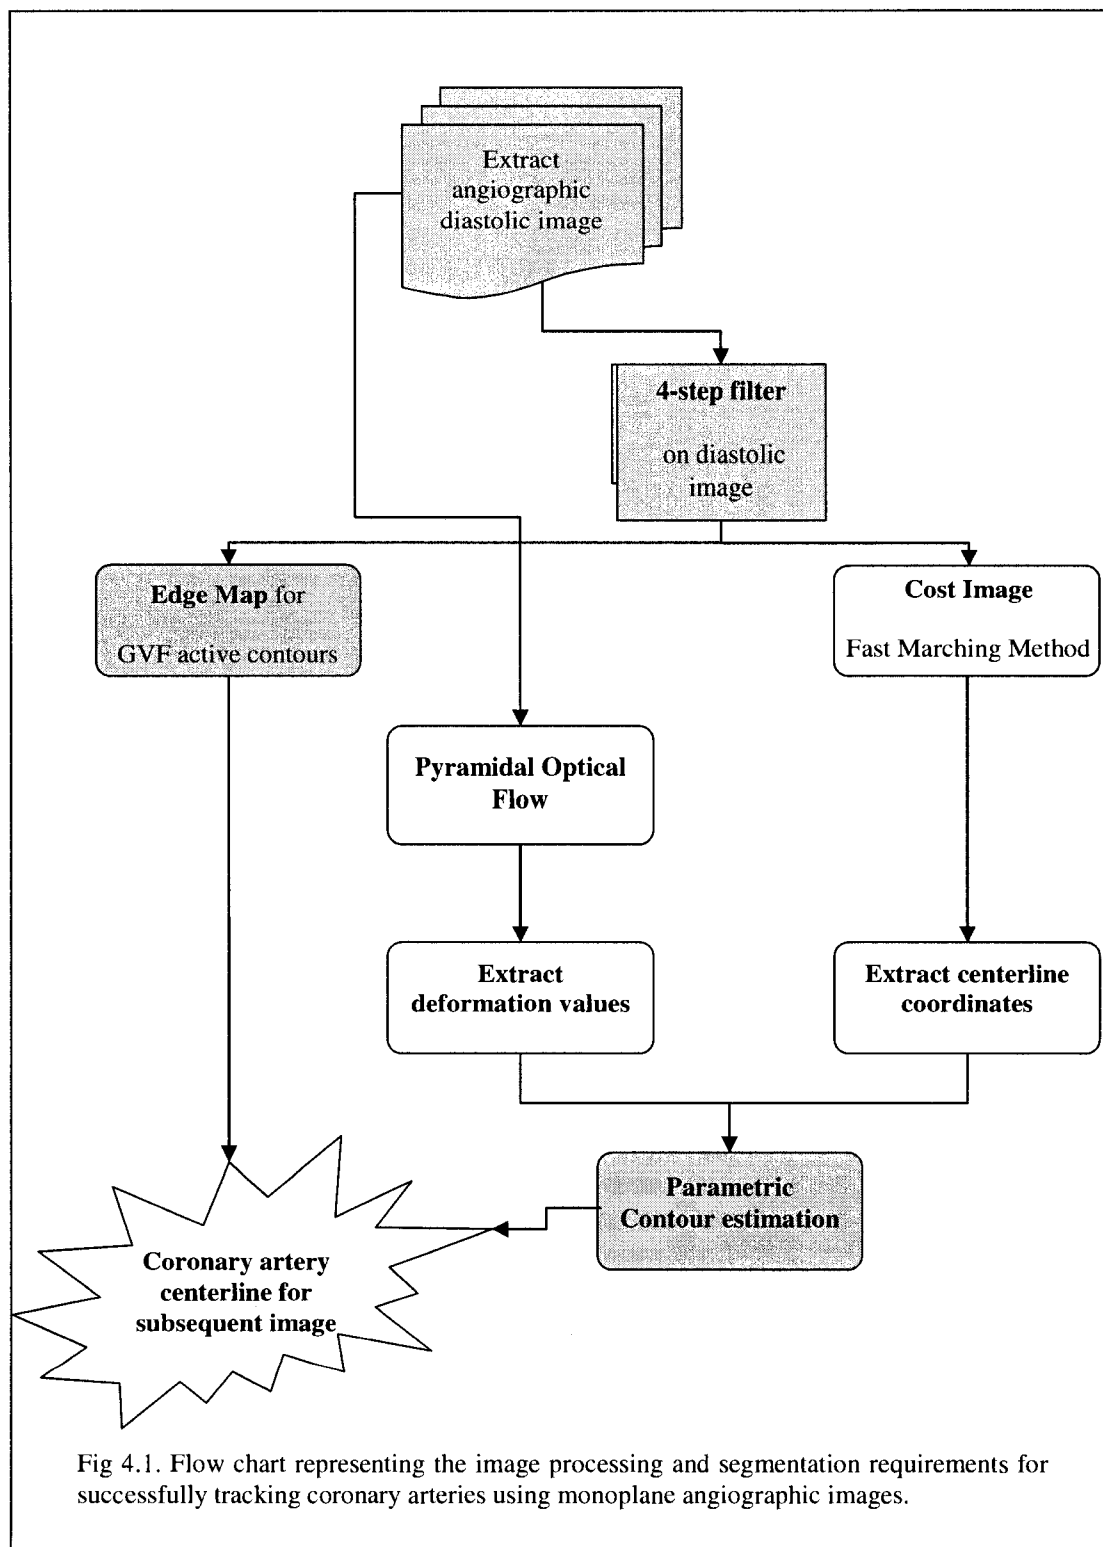 Extract
angiographic
diastolic image
4-step filter
on diastolic
image
Edge Map for
GVF active contours
Cost Image
Fast Marching Method
Pyramidal Optical
Flow
Extract
deformation values
Extract centerline
coordinates
Parametric
Contour estimation
Coronary artery
centerline for
subsequent image
Fig 4.1. Flow chart representing the image processing and segmentation requirements for
successfully tracking coronary arteries using monoplane angiographic images.